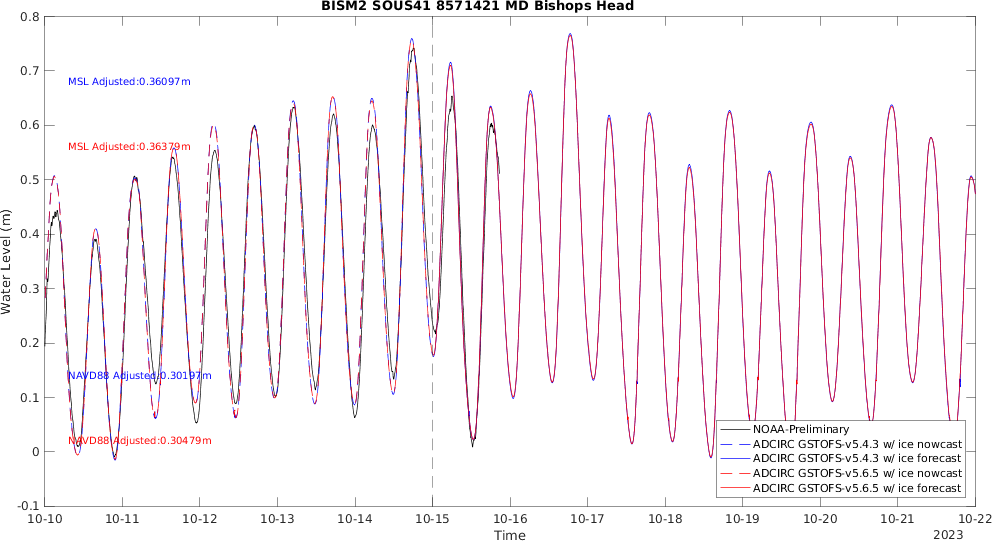 BISM2 SOUS41 8571421 MD Bishops Head
0.8
0.7
0.6
0.5
0.4
0.3
0.2
0.1
0
-0.1
Water Level (m)
MSL Adjusted:0.36097m
MSL Adjusted:0.36379m
NAVD88 Adjusted:0.30197m
NAVD88 Adjusted:0.30479m
NOAA-Preliminary
ADCIRC GSTOFS-v5.4.3 w/ ice nowcast
ADCIRC GSTOFS-v5.4.3 w/ ice forecast
ADCIRC GSTOFS-v5.6.5 w/ ice nowcast
ADCIRC GSTOFS-v5.6.5 w/ ice forecast
10-10 10-11 10-12 10-13 10-14 10-15 10-16 10-17 10-18 10-19 10-20 10-21 10-22
Time
2023